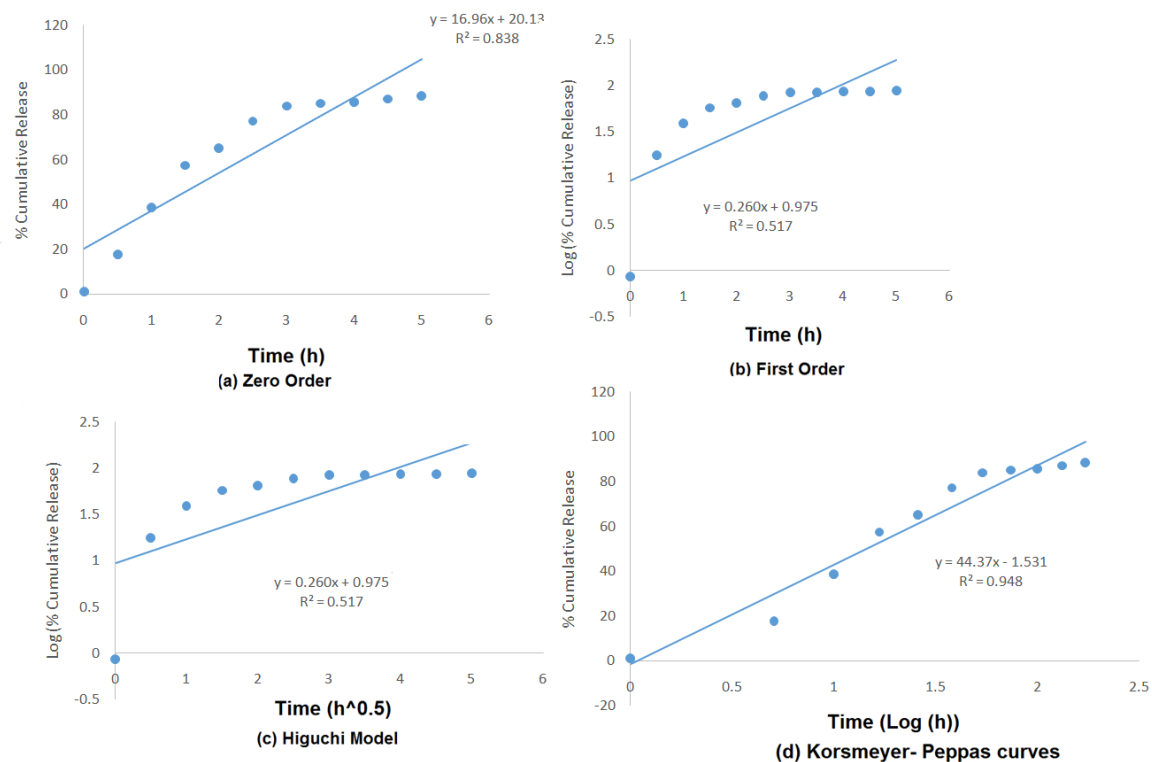 y = 16.96x + 20.13
R² = 0.838
% Cumulative Release
120
100
80
60
40
20
0
0 1 2 3 4 5 6
Time (h)
(a) Zero Order
Log (% Cumulative Release)
2.5
2
1.5
1
0.5
0
-0.5
y = 0.260x + 0.975
R² = 0.517
0 1 2 3 4 5 6
Time (h)
(b) First Order
Log (% Cumulative Release)
2.5
2
1.5
1
0.5
0
-0.5
y = 0.260x + 0.975
R² = 0.517
0 1 2 3 4 5 6
Time (h^0.5)
(c) Higuchi Model
% Cumulative Release
120
100
80
60
40
20
0
-20
y = 44.37x - 1.531
R² = 0.948
0 0.5 1 1.5 2 2.5
Time (Log (h))
(d) Korsmeyer- Peppas curves